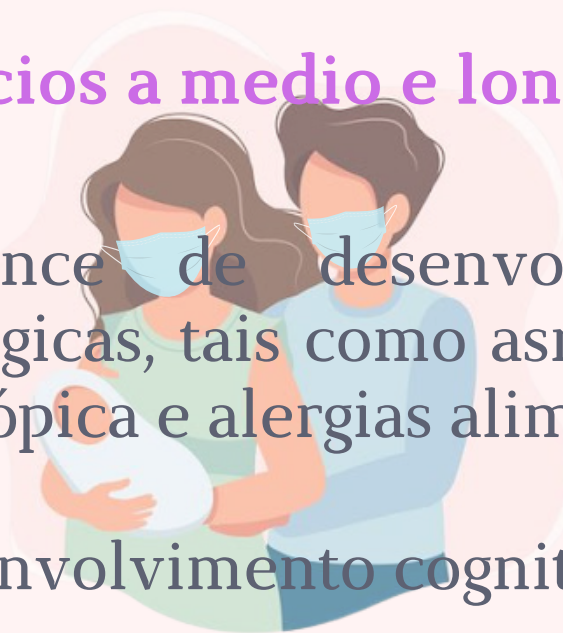 cios a medio e lon
nce de desenvo
gicas, tais como asm
ópica e alergias alim
nvolvimento cognit